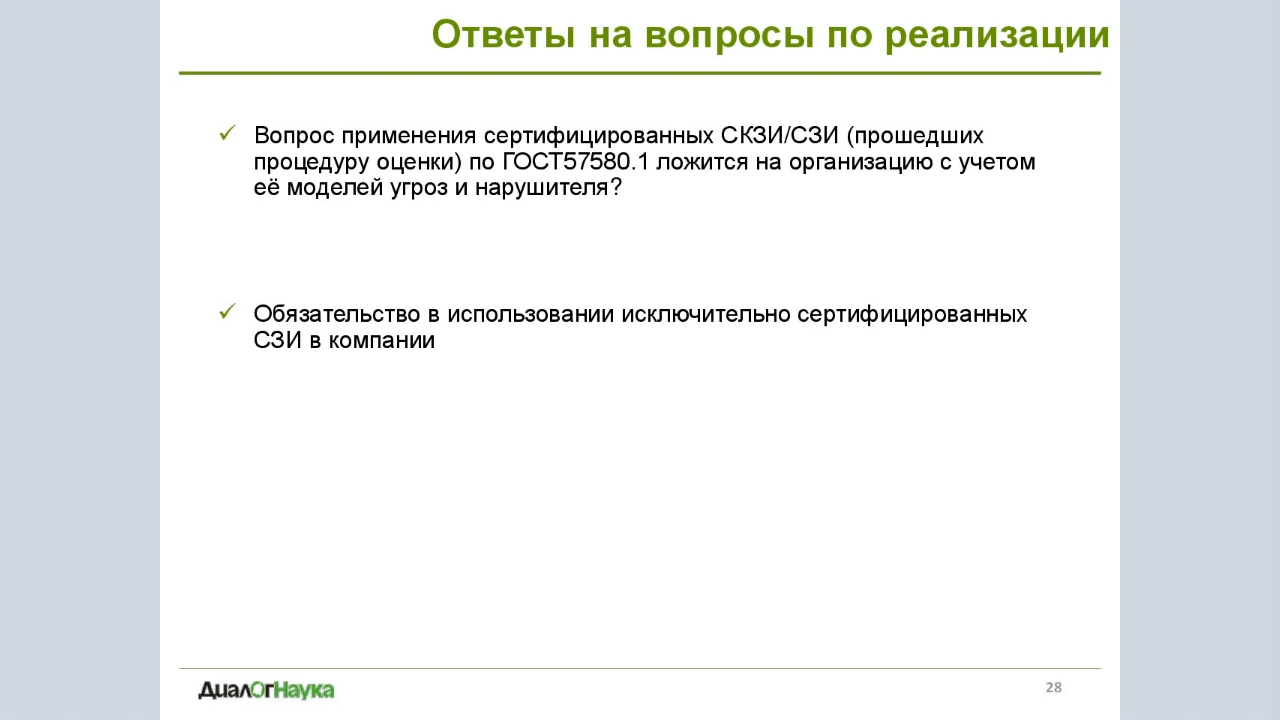 Ответы на вопросы по реализации
Вопрос применения сертифицированных СКЗИ/СЗИ (прошедших
процедуру оценки) по ГОСТ57580.1 ложится на организацию с учетом
её моделей угроз и нарушителя?
Обязательство в использовании исключительно сертифицированных
СЗИ в компании
ДиалОгНаука
28